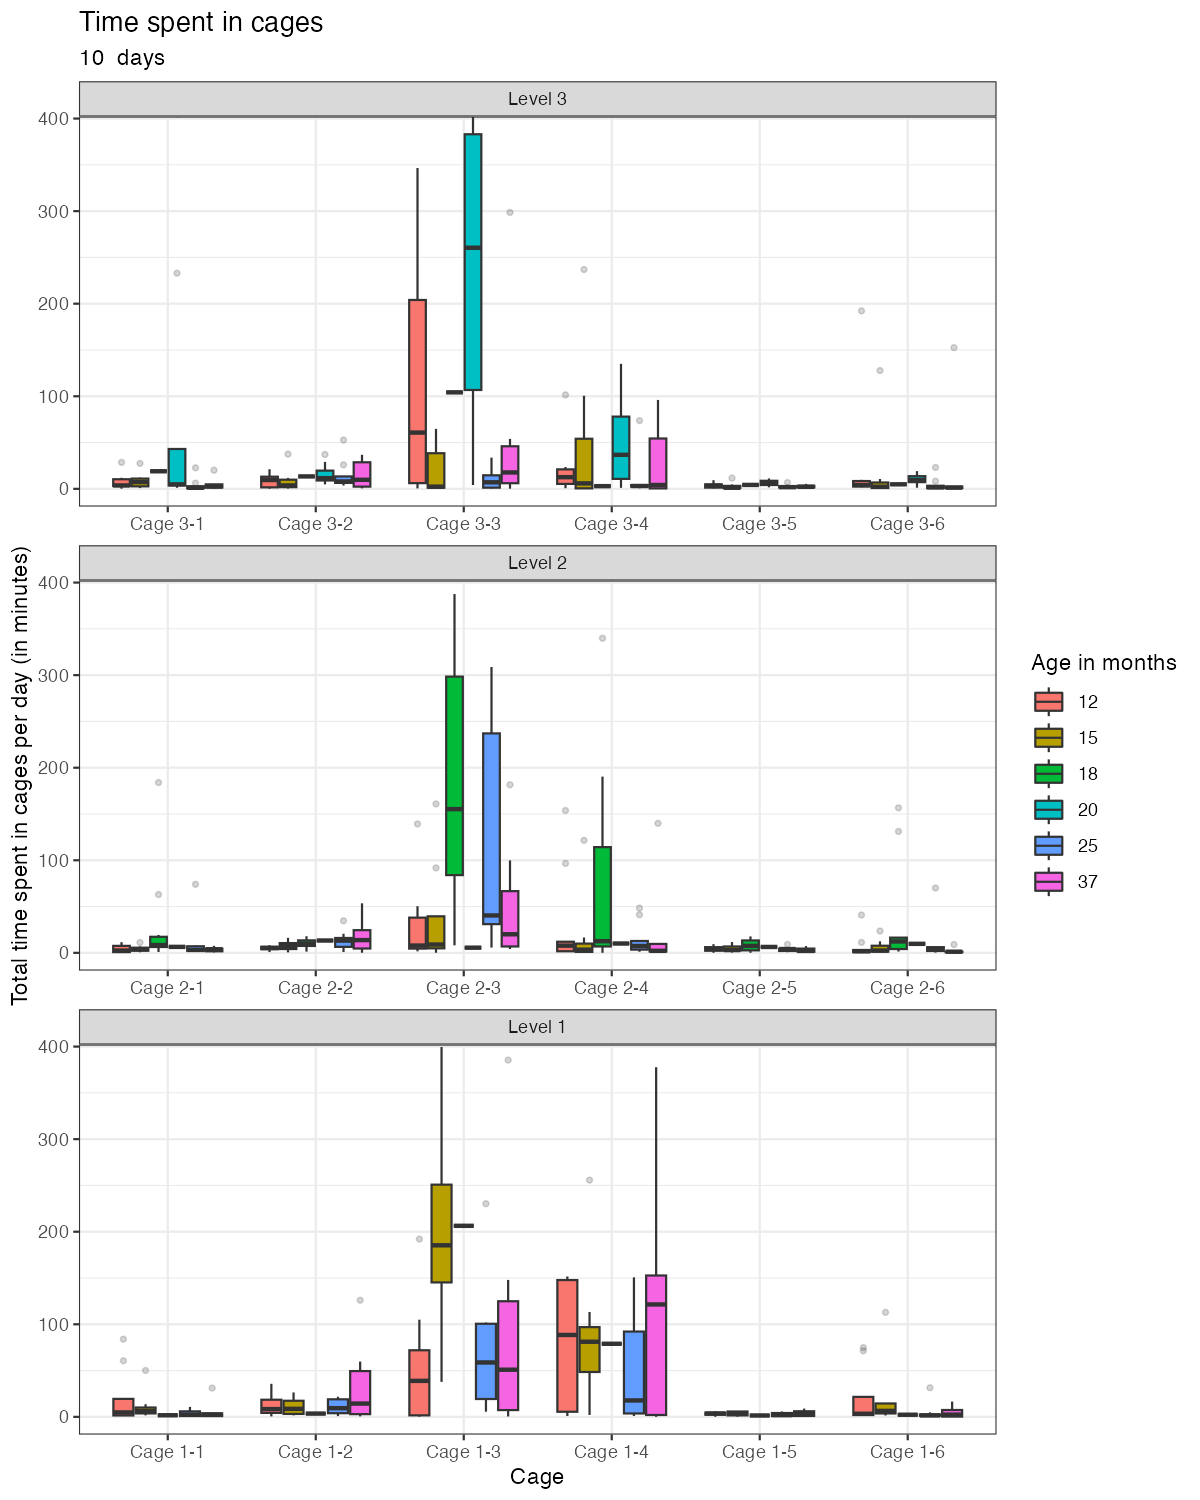 Time spent in cages
10 days
Level 3
400
300
200
100
0
Cage 3-1 Cage 3-2 Cage 3-3 Cage 3-4 Cage 3-5 Cage 3-6
Level 2
400
300
200
100
0
Cage 2-1 Cage 2-2 Cage 2-3 Cage 2-4 Cage 2-5 Cage 2-6
Level 1
400
300
200
100
0
Cage 1-1 Cage 1-2 Cage 1-3 Cage 1-4 Cage 1-5 Cage 1-6
Cage
Total time spent in cages per day (in minutes)
Age in months
12
15
18
20
25
37